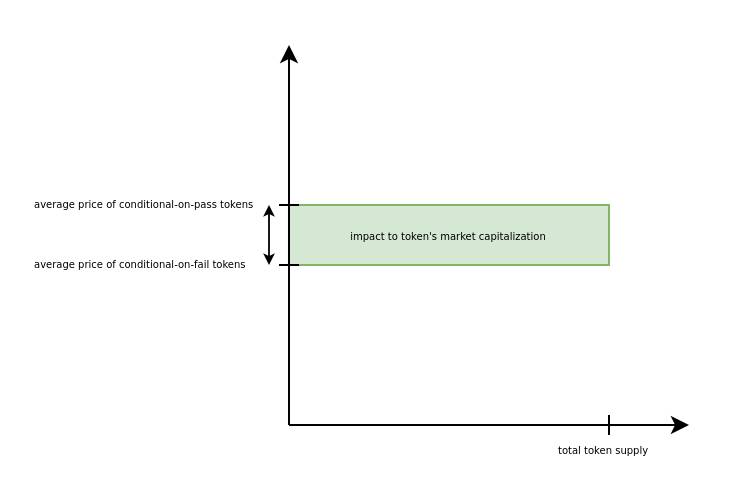 average price of conditional-on-pass tokens
impact to token's market capitalization
average price of conditional-on-fail tokens
total token supply